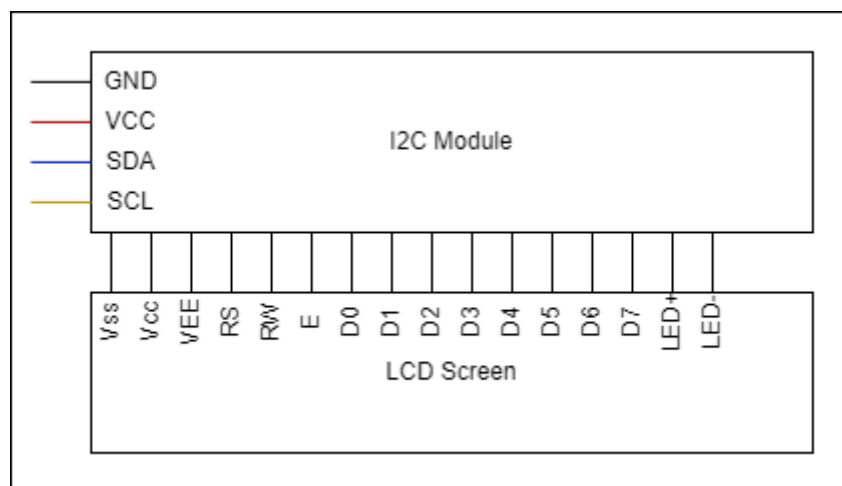 GND
VCC
I2C Module
SDA
SCL
Vss
Vcc
VEE
RS
RW
E
D0
D1
D2
D3
D4
D5
D6
D7
LED+
LED-
LCD Screen